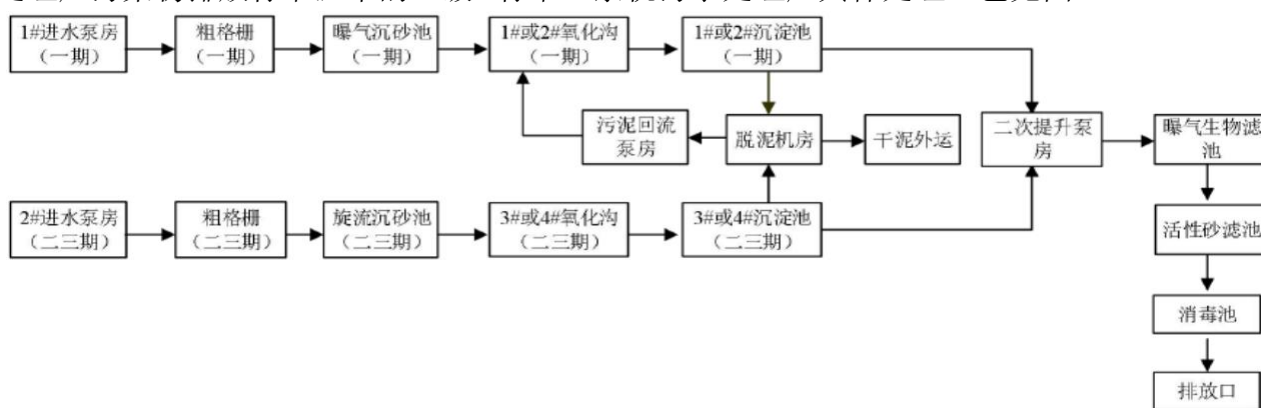 1#进水泵房
（一期）
粗格栅
（一期）
曝气沉砂池
（一期）
1#或2#氧化沟
（一期）
1#或2#沉淀池
（一期）
污泥回流
泵房
脱泥机房
干泥外运
二次提升泵
房
曝气生物滤
池
2#进水泵房
（二三期）
粗格栅
（二三期）
旋流沉砂池
（二三期）
3#或4#氧化沟
（二三期）
3#或4#沉淀池
（二三期）
活性砂滤池
消毒池
排放口